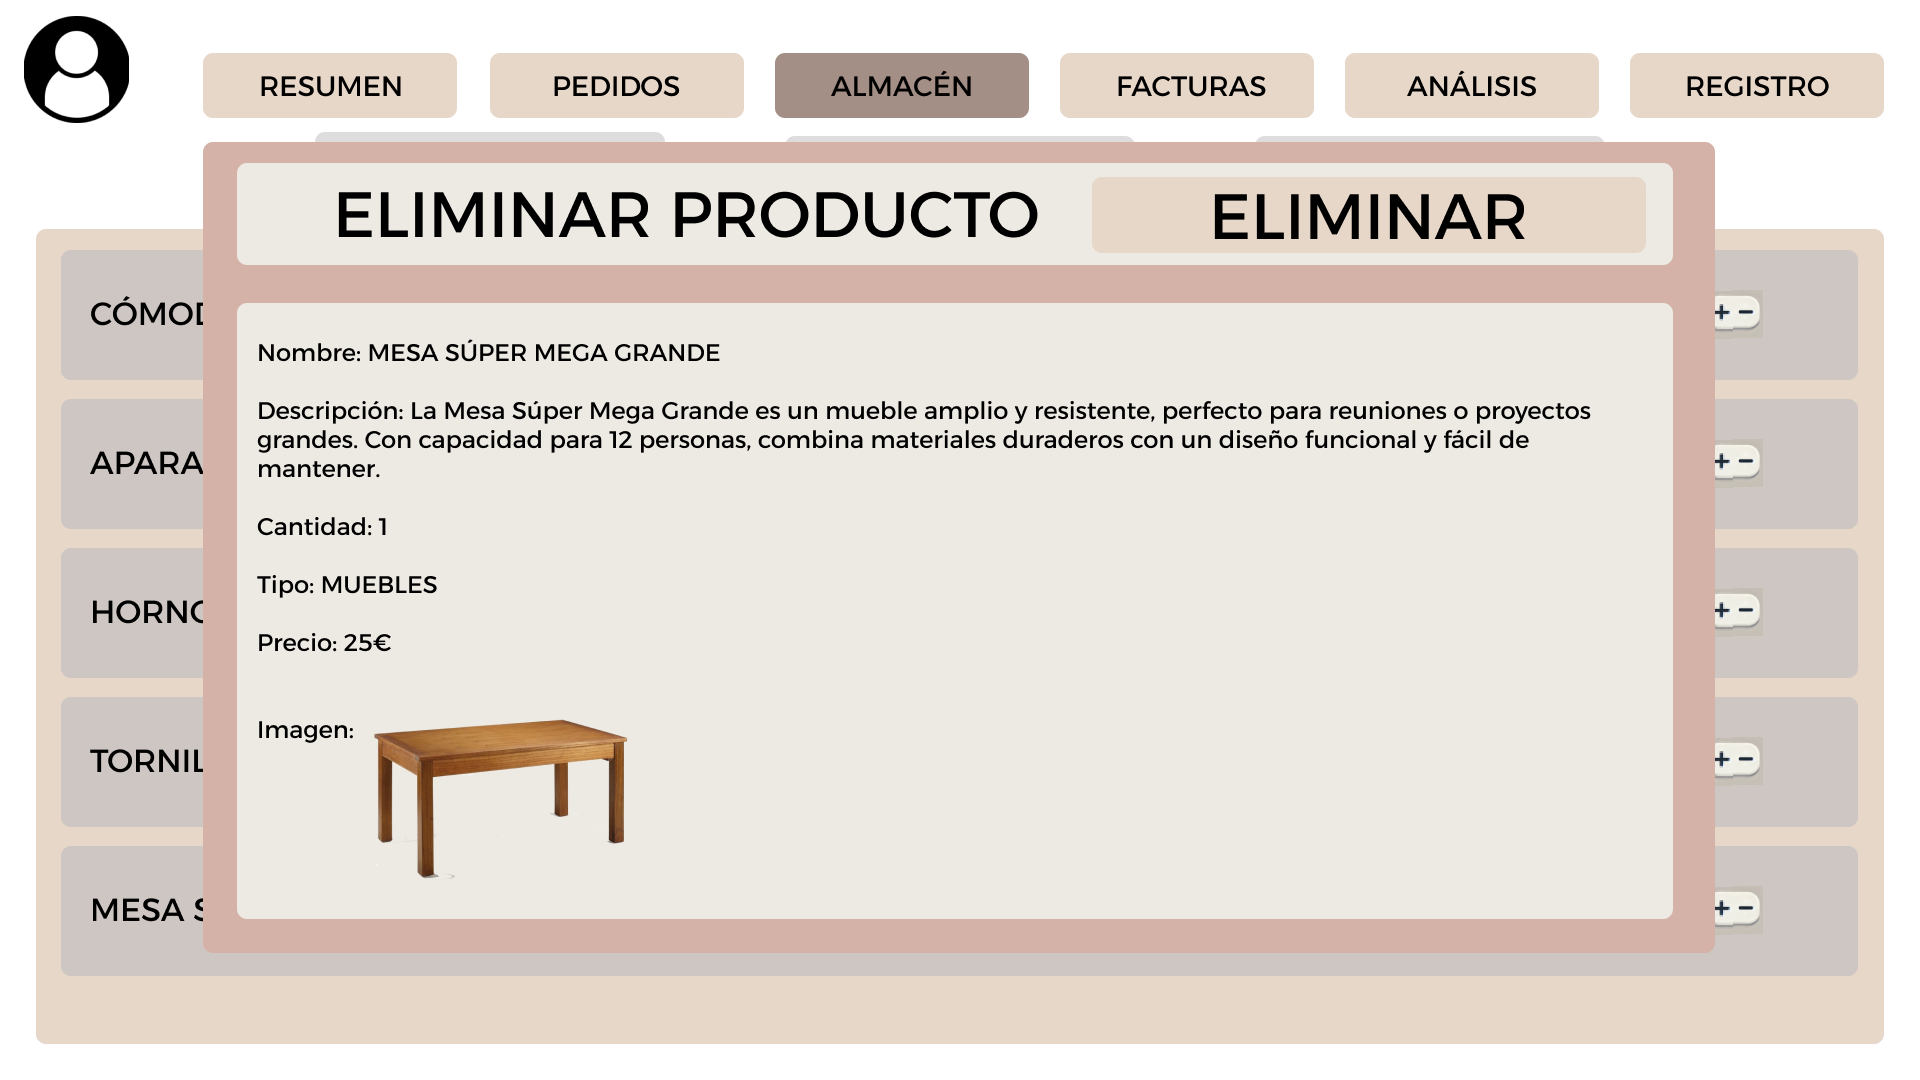 RESUMEN
PEDIDOS
ALMACÉN
FACTURAS
ANÁLISIS
REGISTRO
ELIMINAR PRODUCTO
ELIMINAR
Nombre: MESA SÚPER MEGA GRANDE
Descripción: La Mesa Súper Mega Grande es un mueble amplio y resistente, perfecto para reuniones o proyectos
grandes. Con capacidad para 12 personas, combina materiales duraderos con un diseño funcional y fácil de
mantener.
Cantidad: 1
Tipo: MUEBLES
Precio: 25€
Imagen:
CÓMOD
+ −
APARA
+ −
HORNO
+ −
TORNIL
+ −
MESA S
+ −